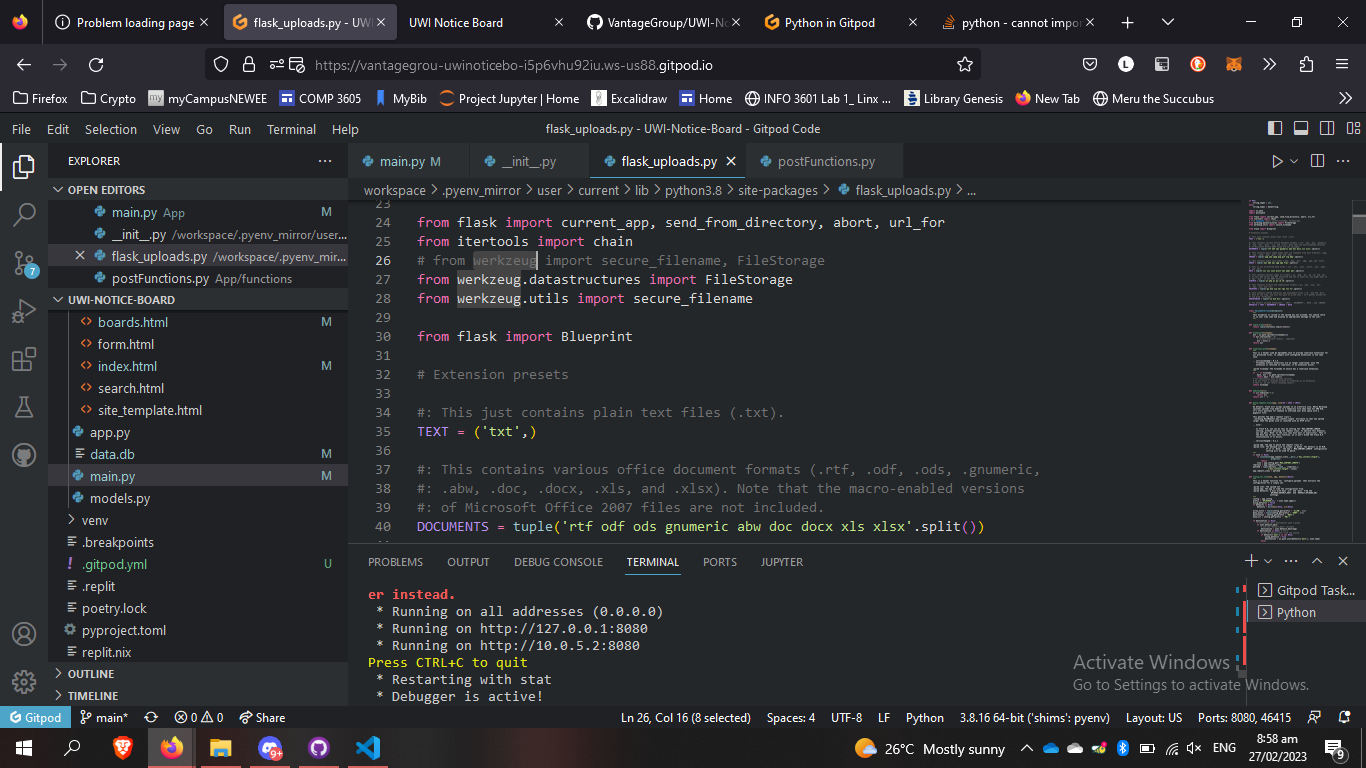 Problem loading page
flask_uploads.py - UWI
UWI Notice Board
VantageGroup/UWI-No
Python in Gitpod
python - cannot impor
https://vantagegrou-uwinoticebo-i5p6vhu92iu.ws-us88.gitpod.io
Firefox
Crypto
myCampusNEWEE
COMP 3605
MyBib
Project Jupyter | Home
Excalidraw
Home
INFO 3601 Lab 1_ Linx ...
Library Genesis
New Tab
Meru the Succubus
File Edit Selection View Go Run Terminal Help
flask_uploads.py - UWI-Notice-Board - Gitpod Code
EXPLORER
OPEN EDITORS
main.py App M
__init__.py /workspace/.pyenv_mirror/user...
flask_uploads.py /workspace/.pyenv_mir...
postFunctions.py App/functions
UWI-NOTICE-BOARD
boards.html M
form.html
index.html M
search.html
site_template.html
app.py
data.db M
main.py M
models.py
venv
.breakpoints
.gitpod.yml U
.replit
poetry.lock
pyproject.toml
replit.nix
OUTLINE
TIMELINE
7
main.py M
__init__.py
flask_uploads.py
postFunctions.py
workspace > .pyenv_mirror > user > current > lib > python3.8 > site-packages > flask_uploads.py > ...
23
24 from flask import current_app, send_from_directory, abort, url_for
25 from itertools import chain
26 # from werkzeug import secure_filename, FileStorage
27 from werkzeug.datastructures import FileStorage
28 from werkzeug.utils import secure_filename
29
30 from flask import Blueprint
31
32 # Extension presets
33
34 #: This just contains plain text files (.txt).
35 TEXT = ('txt',)
36
37 #: This contains various office document formats (.rtf, .odf, .ods, .gnumeric,
38 #: .abw, .doc, .docx, .xls, and .xlsx). Note that the macro-enabled versions
39 #: of Microsoft Office 2007 files are not included.
40 DOCUMENTS = tuple('rtf odf ods gnumeric abw doc docx xls xlsx'.split())
PROBLEMS OUTPUT DEBUG CONSOLE TERMINAL PORTS JUPYTER
er instead.
* Running on all addresses (0.0.0.0)
* Running on http://127.0.0.1:8080
* Running on http://10.0.5.2:8080
Press CTRL+C to quit
* Restarting with stat
* Debugger is active!
Gitpod Task...
Python
Activate Windows
Go to Settings to activate Windows.
Gitpod
main*
0 0
Share
Ln 26, Col 16 (8 selected)
Spaces: 4
UTF-8
LF
Python
3.8.16 64-bit ('shims': pyenv)
Layout: US
Ports: 8080, 46415
9+
26°C Mostly sunny
ENG
8:58 am
27/02/2023
9